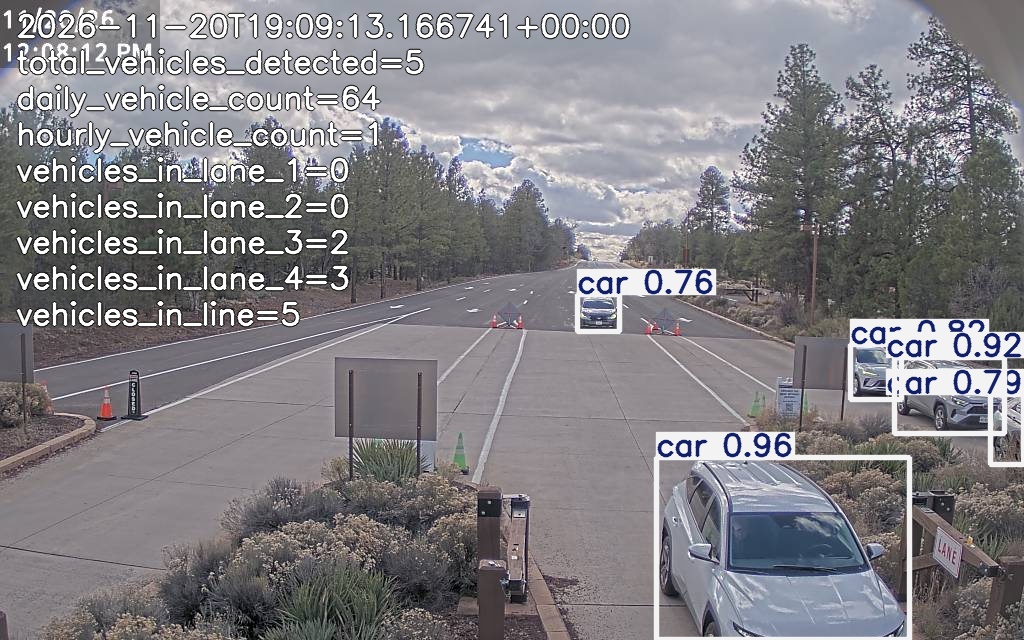 2026-11-20T19:09:13.166741+00:00
12:08:12 PM
total_vehicles_detected=5
daily_vehicle_count=64
hourly_vehicle_count=1
vehicles_in_lane_1=0
vehicles_in_lane_2=0
vehicles_in_lane_3=2
vehicles_in_lane_4=3
vehicles_in_line=5
car 0.76
car 0.82
car 0.92
car 0.79
car 0.96
CLOSED
LANE